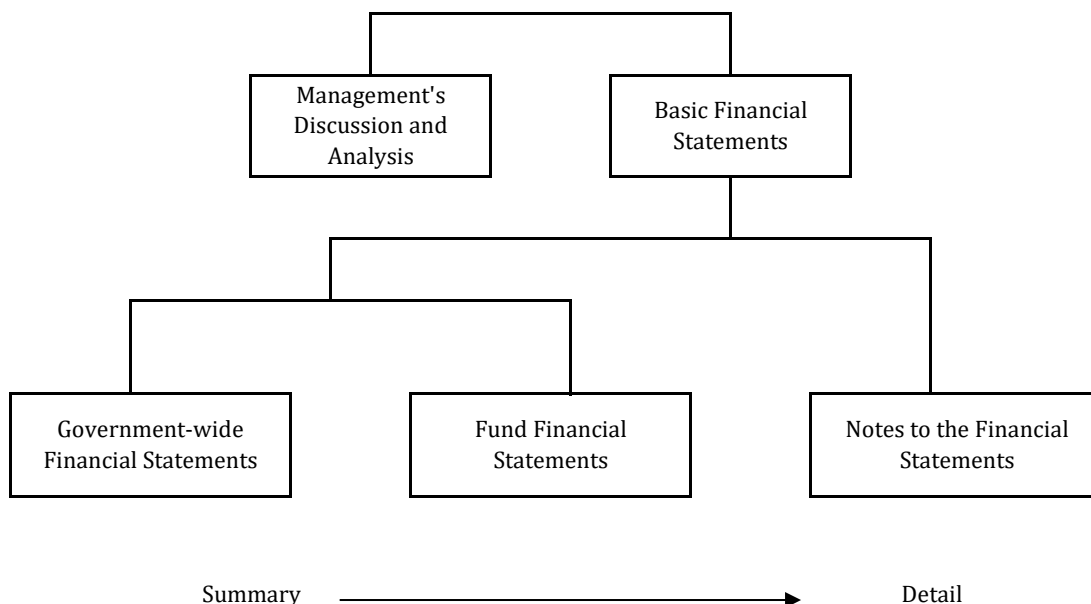 Management's
Discussion and
Analysis
Basic Financial
Statements
Government-wide
Financial Statements
Fund Financial
Statements
Notes to the Financial
Statements
Summary
Detail